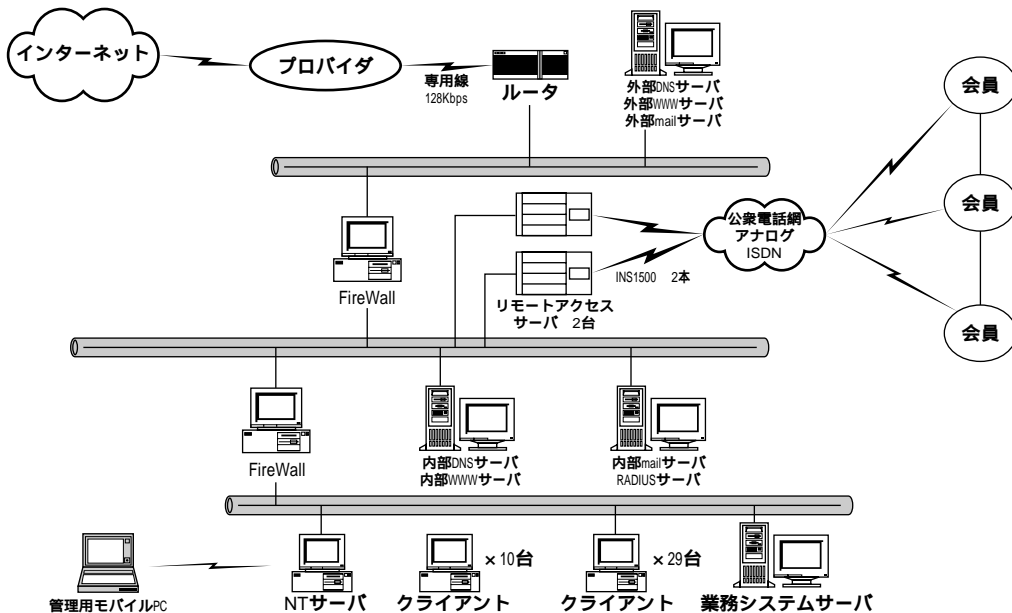 インターネット
プロバイダ
専用線
128Kbps
ルータ
外部DNSサーバ
外部WWWサーバ
外部mailサーバ
会員
会員
会員
公衆電話網
アナログ
ISDN
INS1500 2本
FireWall
リモートアクセス
サーバ 2台
FireWall
内部DNSサーバ
内部WWWサーバ
内部mailサーバ
RADIUSサーバ
×10台
×29台
管理用モバイルPC
NTサーバ
クライアント
クライアント
業務システムサーバ